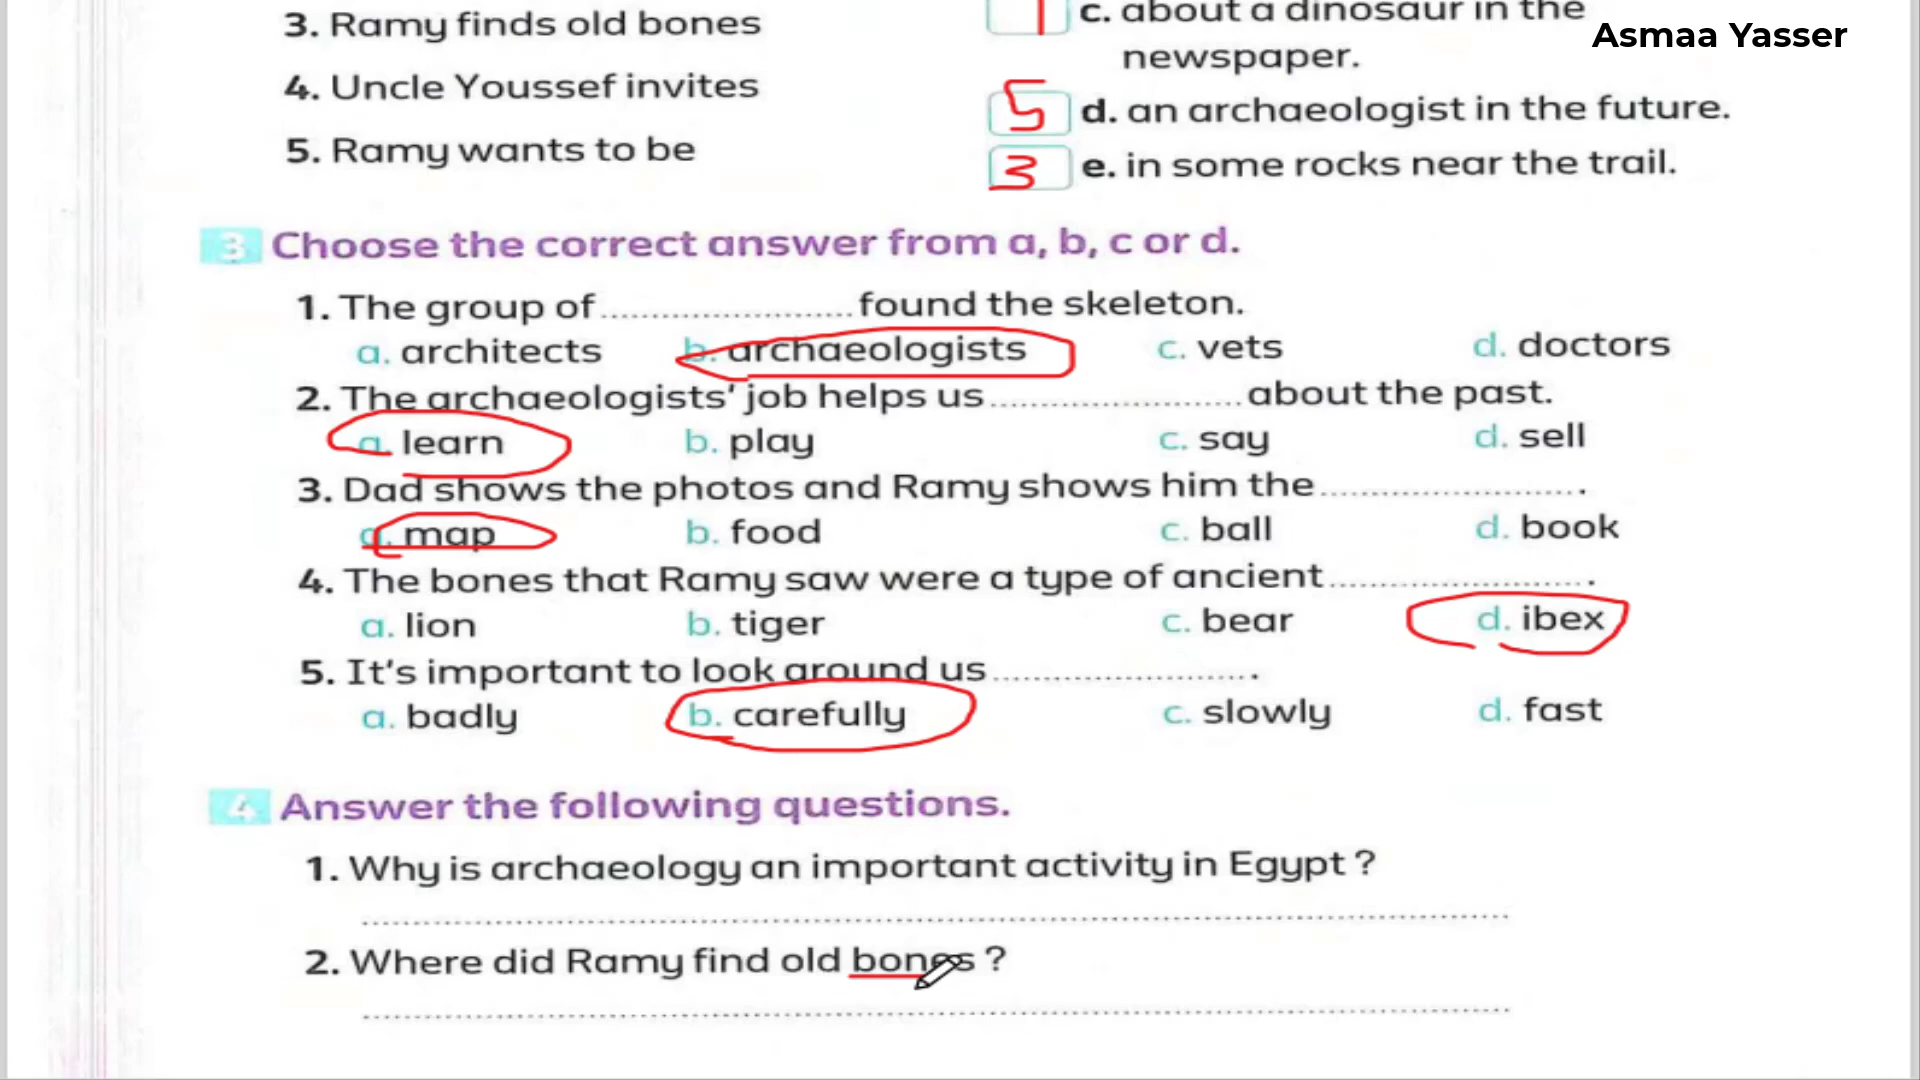 3. Ramy finds old bones
4. Uncle Youssef invites
5. Ramy wants to be
1 c. about a dinosaur in the
newspaper.
5 d. an archaeologist in the future.
3 e. in some rocks near the trail.
Asmaa Yasser
3 Choose the correct answer from a, b, c or d.
1. The group of ........................ found the skeleton.
a. architects b. archaeologists c. vets d. doctors
2. The archaeologists' job helps us ........................ about the past.
a. learn b. play c. say d. sell
3. Dad shows the photos and Ramy shows him the ........................ .
a. map b. food c. ball d. book
4. The bones that Ramy saw were a type of ancient ........................ .
a. lion b. tiger c. bear d. ibex
5. It's important to look around us ........................ .
a. badly b. carefully c. slowly d. fast
4 Answer the following questions.
1. Why is archaeology an important activity in Egypt ?
2. Where did Ramy find old bones ?